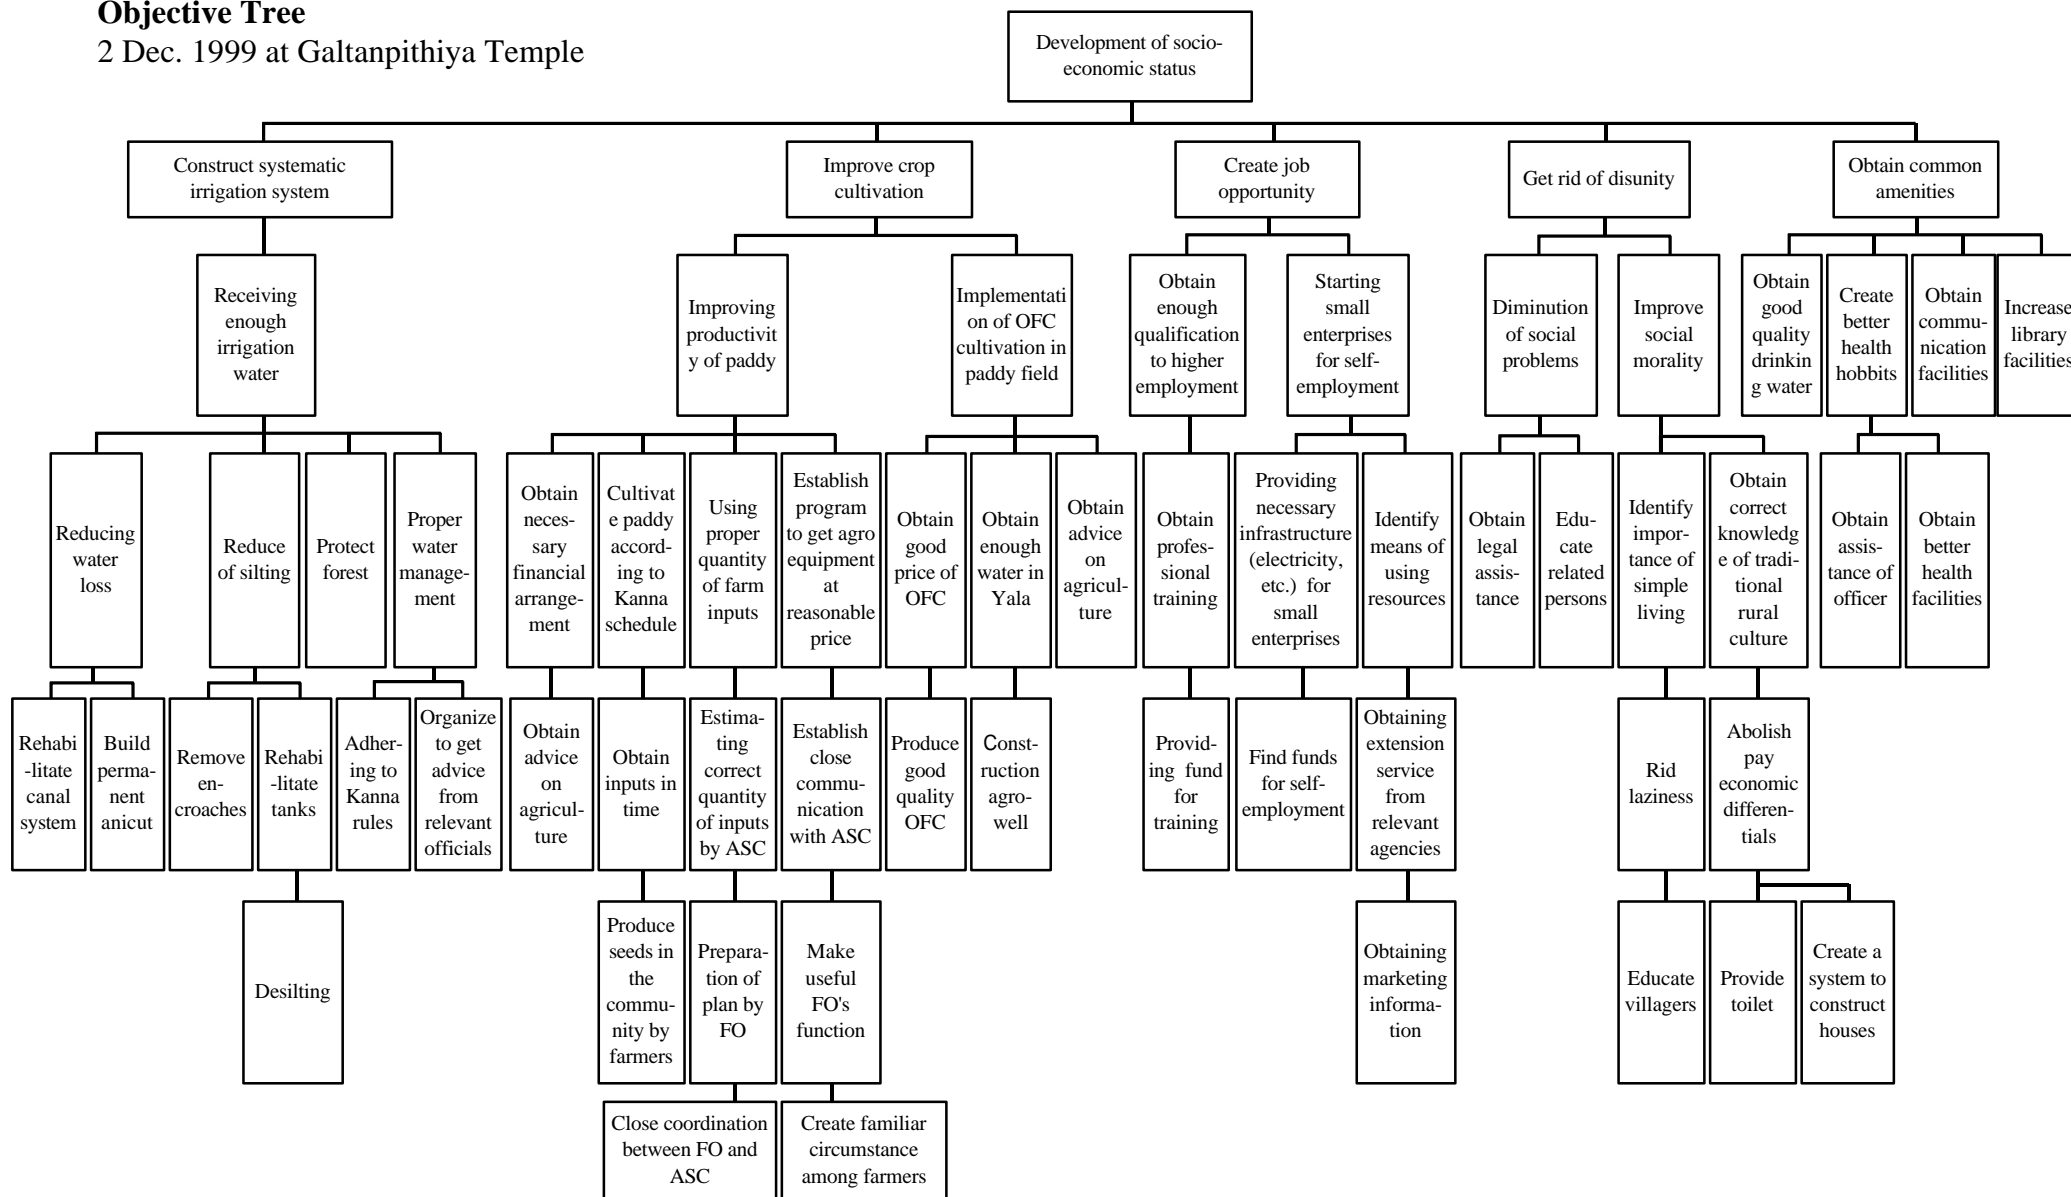 Objective Tree
2 Dec. 1999 at Galtanpithiya Temple
Development of socio-
economic status
Construct systematic
irrigation system
Improve crop
cultivation
Create job
opportunity
Get rid of disunity
Obtain common
amenities
Receiving
enough
irrigation
water
Improving
productivit
y of paddy
Implementati
on of OFC
cultivation in
paddy field
Obtain
enough
qualification
to higher
employment
Starting
small
enterprises
for self-
employment
Diminution
of social
problems
Improve
social
morality
Obtain
good
quality
drinkin
g water
Create
better
health
hobbits
Obtain
commu-
nication
facilities
Increase
library
facilities
Reducing
water
loss
Reduce
of silting
Protect
forest
Proper
water
manage-
ment
Obtain
neces-
sary
financial
arrange-
ment
Cultivat
e paddy
accord-
ing to
Kanna
schedule
Using
proper
quantity
of farm
inputs
Establish
program
to get agro
equipment
at
reasonable
price
Obtain
good
price of
OFC
Obtain
enough
water in
Yala
Obtain
advice
on
agricul-
ture
Obtain
profes-
sional
training
Providing
necessary
infrastructure
(electricity,
etc.)  for
small
enterprises
Identify
means of
using
resources
Obtain
legal
assis-
tance
Edu-
cate
related
persons
Identify
impor-
tance of
simple
living
Obtain
correct
knowledg
e of tradi-
tional
rural
culture
Obtain
assis-
tance of
officer
Obtain
better
health
facilities
Rehabi
-litate
canal
system
Build
perma-
nent
anicut
Remove
en-
croaches
Rehabi
-litate
tanks
Adher-
ing to
Kanna
rules
Organize
to get
advice
from
relevant
officials
Obtain
advice
on
agricul-
ture
Obtain
inputs in
time
Estima-
ting
correct
quantity
of inputs
by ASC
Establish
close
commu-
nication
with ASC
Produce
good
quality
OFC
Const-
ruction
agro-
well
Provid-
ing  fund
for
training
Find funds
for self-
employment
Obtaining
extension
service
from
relevant
agencies
Rid
laziness
Abolish
pay
economic
differen-
tials
Desilting
Produce
seeds in
the
commu-
nity by
farmers
Prepara-
tion of
plan by
FO
Make
useful
FO's
function
Obtaining
marketing
informa-
tion
Educate
villagers
Provide
toilet
Create a
system to
construct
houses
Close coordination
between FO and
ASC
Create familiar
circumstance
among farmers